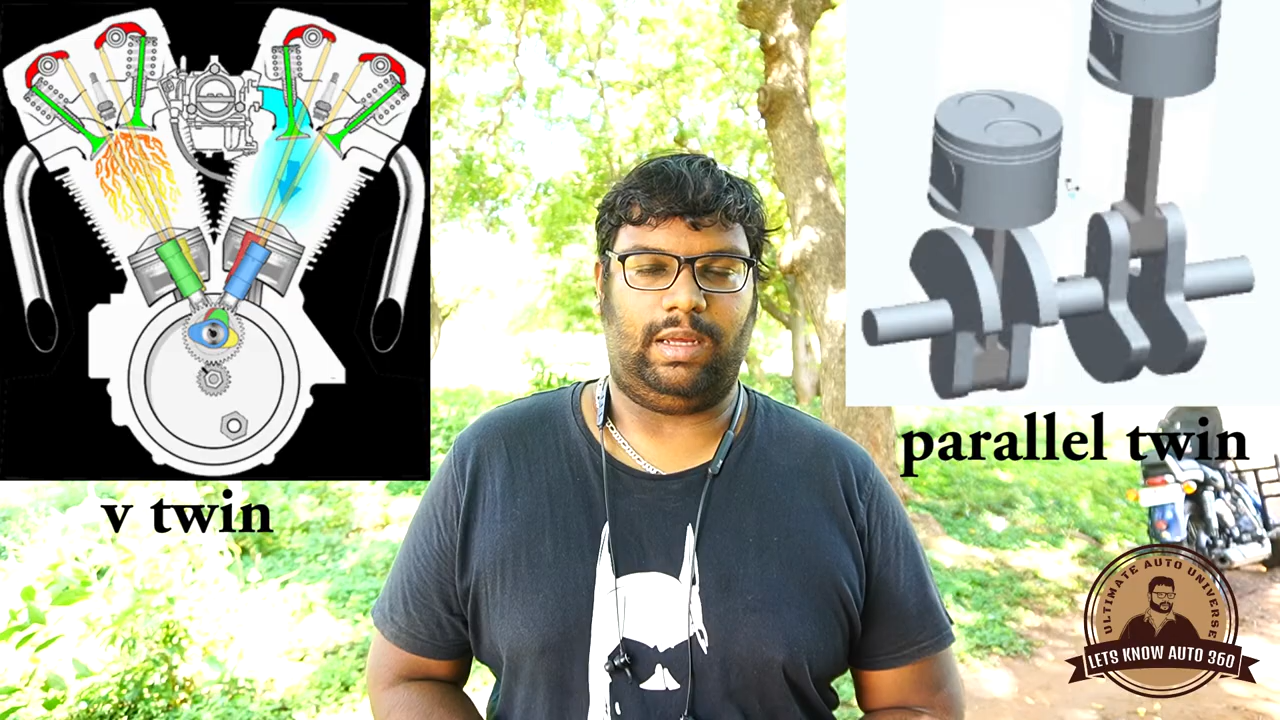 v twin
parallel twin
ULTIMATE AUTO UNIVERSE
LETS KNOW AUTO 360